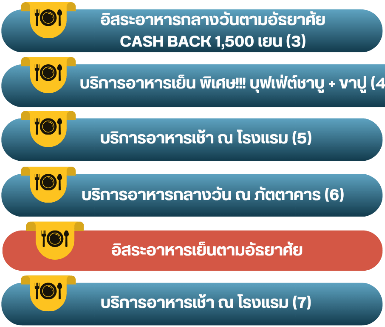 อิสระอาหารกลางวันตามอัธยาศัย
CASH BACK 1,500 เยน (3)
บริการอาหารเย็น พิเศษ!!! บุฟเฟ่ต์ชาบู + ขาปู (4
บริการอาหารเช้า ณ โรงแรม (5)
บริการอาหารกลางวัน ณ ภัตตาคาร (6)
อิสระอาหารเย็นตามอัธยาศัย
บริการอาหารเช้า ณ โรงแรม (7)